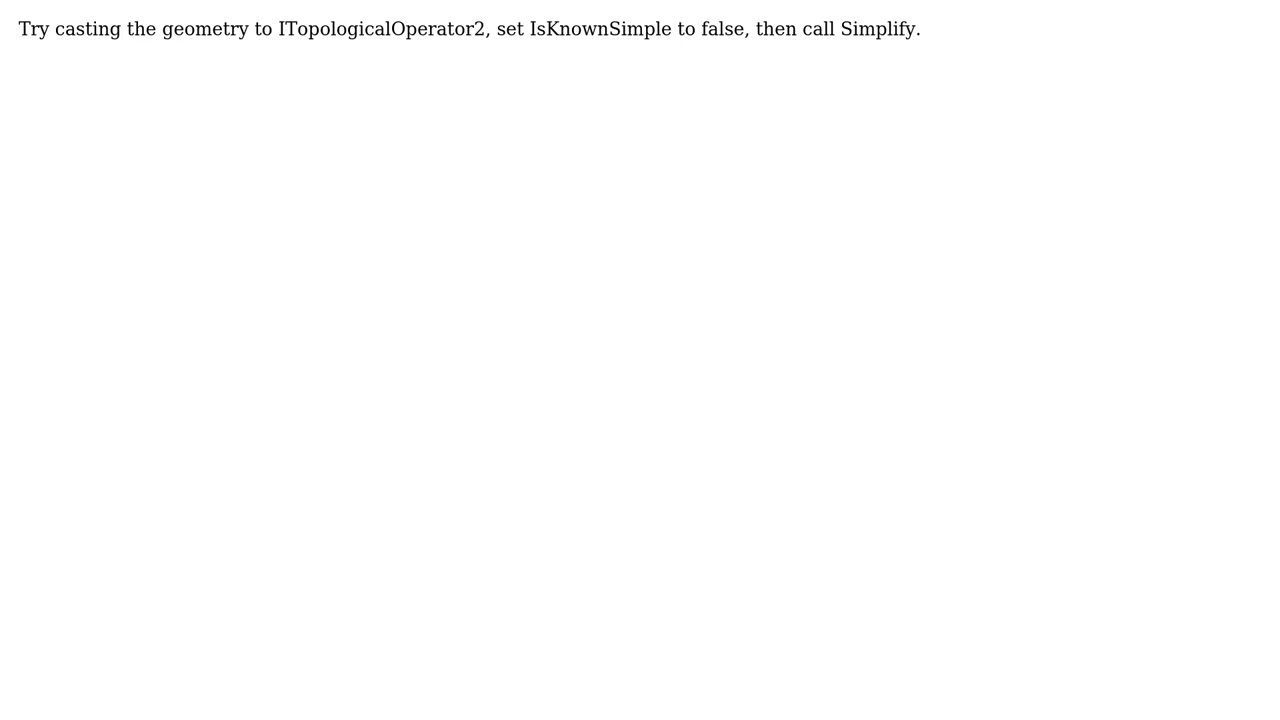 Try casting the geometry to ITopologicalOperator2, set IsKnownSimple to false, then call Simplify.